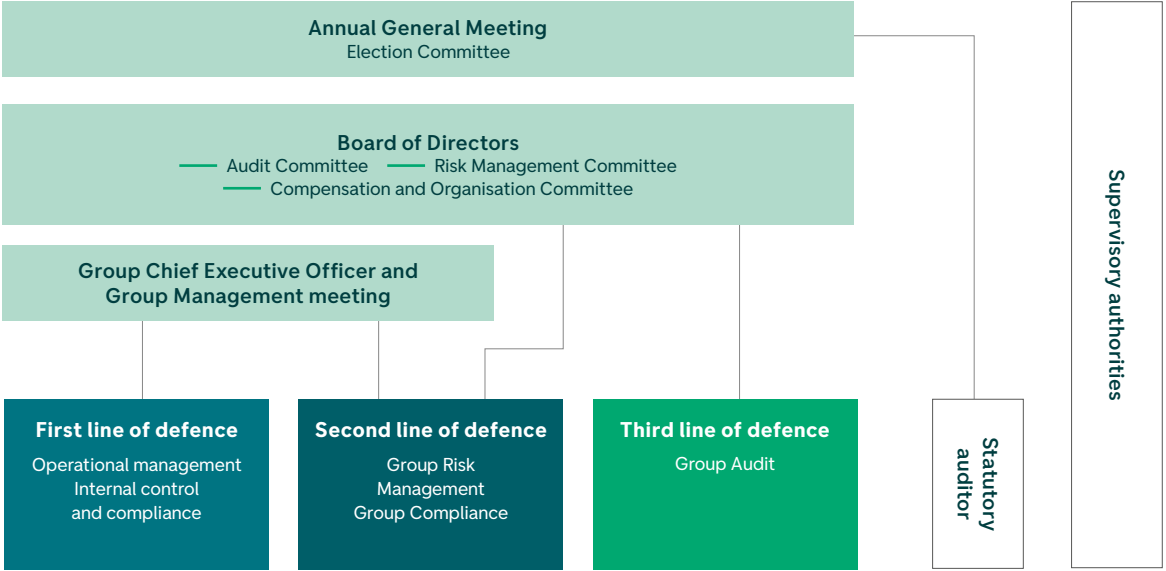 Annual General Meeting
Election Committee
Board of Directors
Audit Committee Risk Management Committee
Compensation and Organisation Committee
Group Chief Executive Officer and
Group Management meeting
First line of defence
Operational management
Internal control
and compliance
Second line of defence
Group Risk
Management
Group Compliance
Third line of defence
Group Audit
Statutory
auditor
Supervisory authorities